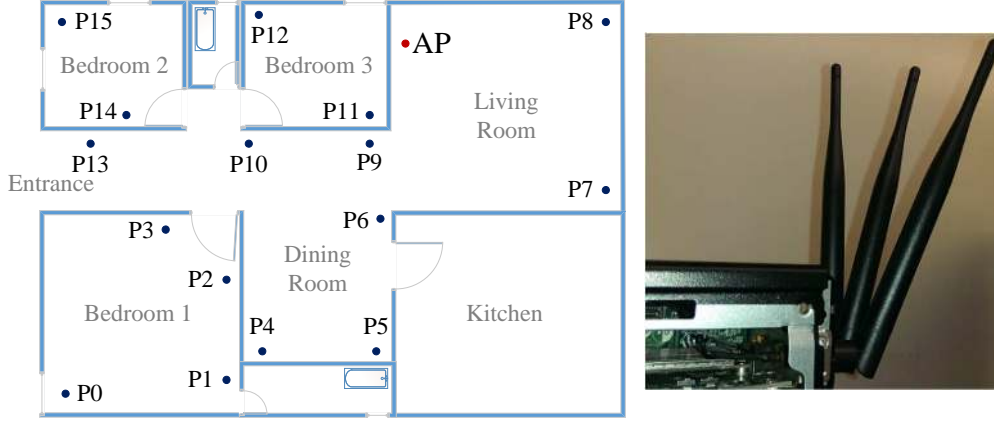 P15
P12
AP
P8
Bedroom 2
Bedroom 3
Living
Room
P14
P11
P13
P10
P9
Entrance
P7
P3
P6
Dining
Room
P2
Bedroom 1
Kitchen
P4
P5
P0
P1